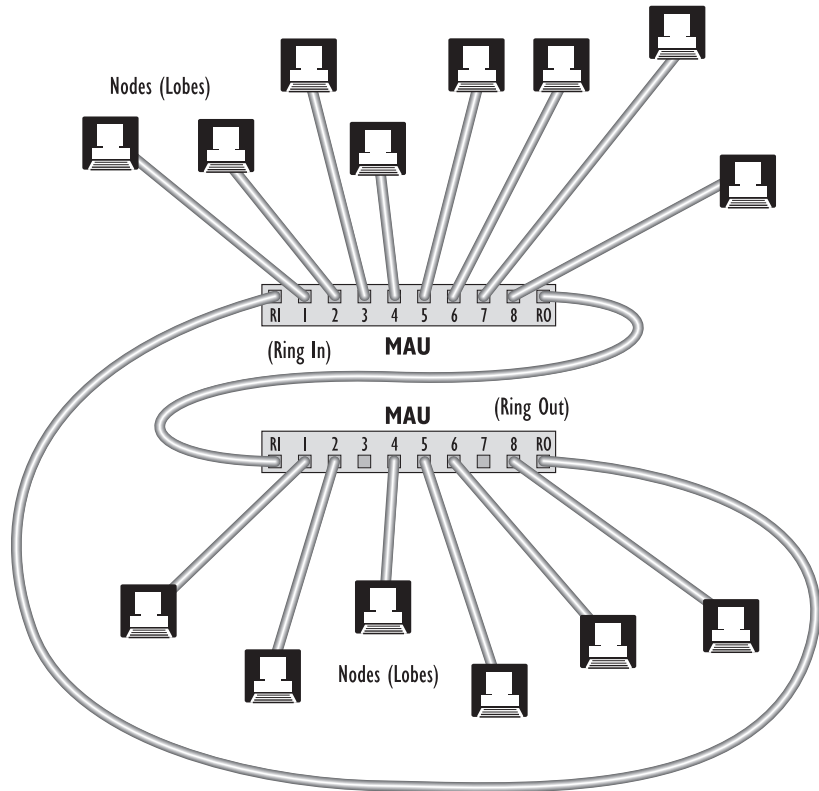 Nodes (Lobes)
RI 1 2 3 4 5 6 7 8 RO
(Ring In)
MAU
MAU
(Ring Out)
RI 1 2 3 4 5 6 7 8 RO
Nodes (Lobes)